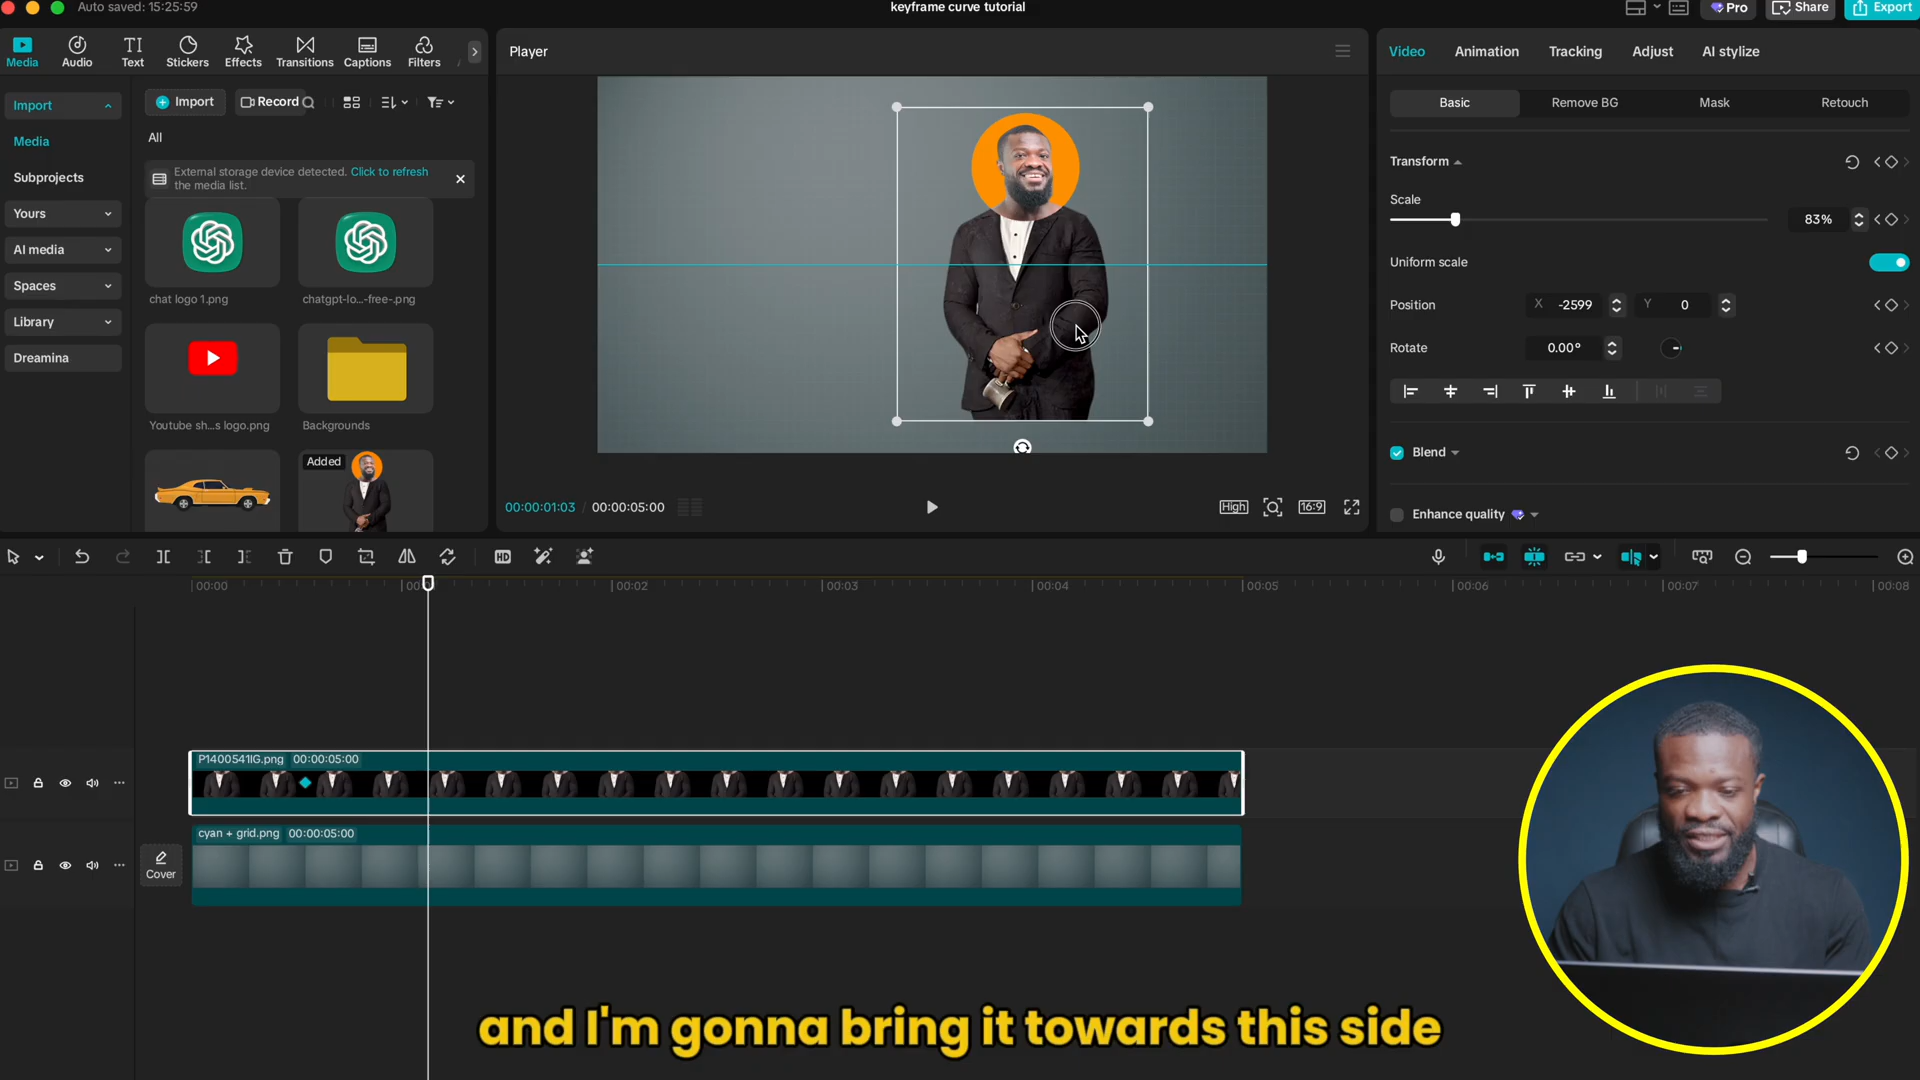 Auto saved: 15:25:59
keyframe curve tutorial
Pro
Share
Export
Media
Audio
Text
Stickers
Effects
Transitions
Captions
Filters
Player
Video
Animation
Tracking
Adjust
AI stylize
Import
Media
Subprojects
Yours
AI media
Spaces
Library
Dreamina
Import
Record
All
External storage device detected. Click to refresh
the media list.
chat logo 1.png
chatgpt-lo...-free-.png
Youtube sh...s logo.png
Backgrounds
Added
Basic
Remove BG
Mask
Retouch
Transform
Scale
83%
Uniform scale
Position
X -2599
Y 0
Rotate
0.00°
Blend
Enhance quality
00:00:01:03 / 00:00:05:00
High
16:9
HD
00:00
00:02
00:03
00:04
00:05
00:06
00:07
00:08
P1400541IG.png 00:00:05:00
cyan + grid.png 00:00:05:00
Cover
and I'm gonna bring it towards this side